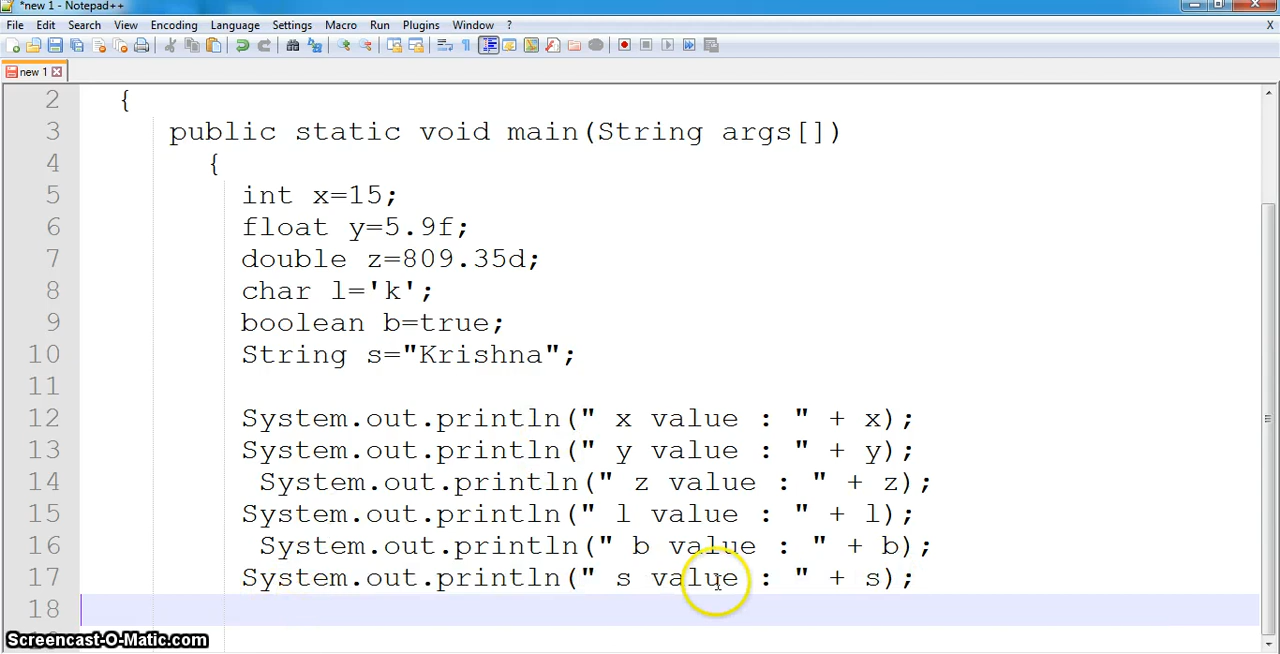 *new 1 - Notepad++
File Edit Search View Encoding Language Settings Macro Run Plugins Window ? X
new 1
2 {
3 public static void main(String args[])
4 {
5 int x=15;
6 float y=5.9f;
7 double z=809.35d;
8 char l='k';
9 boolean b=true;
10 String s="Krishna";
11
12 System.out.println(" x value : " + x);
13 System.out.println(" y value : " + y);
14 System.out.println(" z value : " + z);
15 System.out.println(" l value : " + l);
16 System.out.println(" b value : " + b);
17 System.out.println(" s value : " + s);
18
Screencast-O-Matic.com